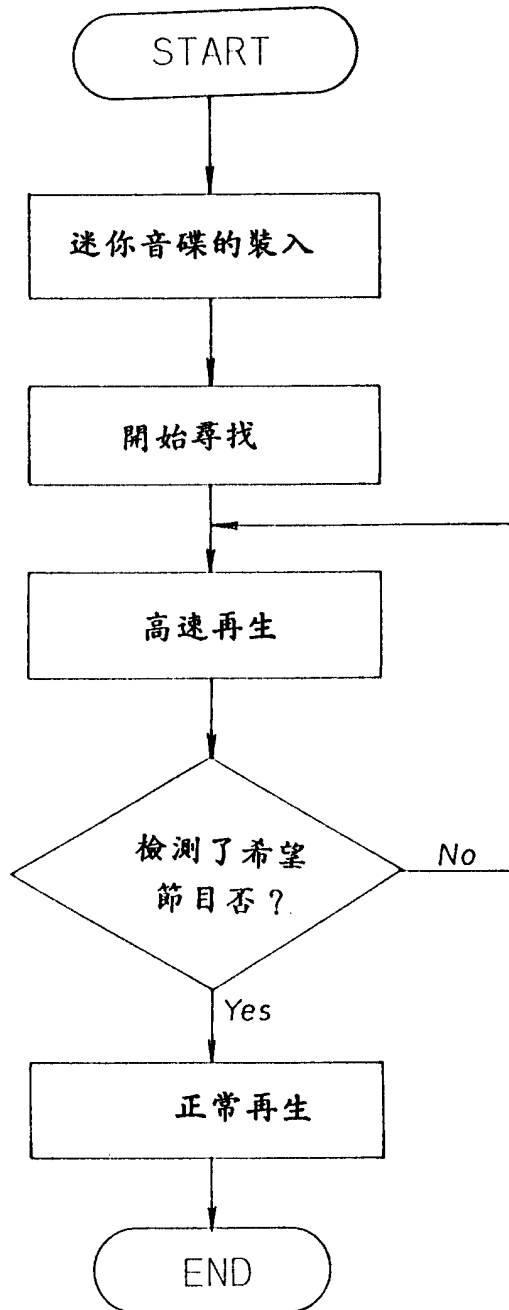 START
迷你音碟的裝入
開始尋找
高速再生
檢測了希望
節目否？
No
Yes
正常再生
END